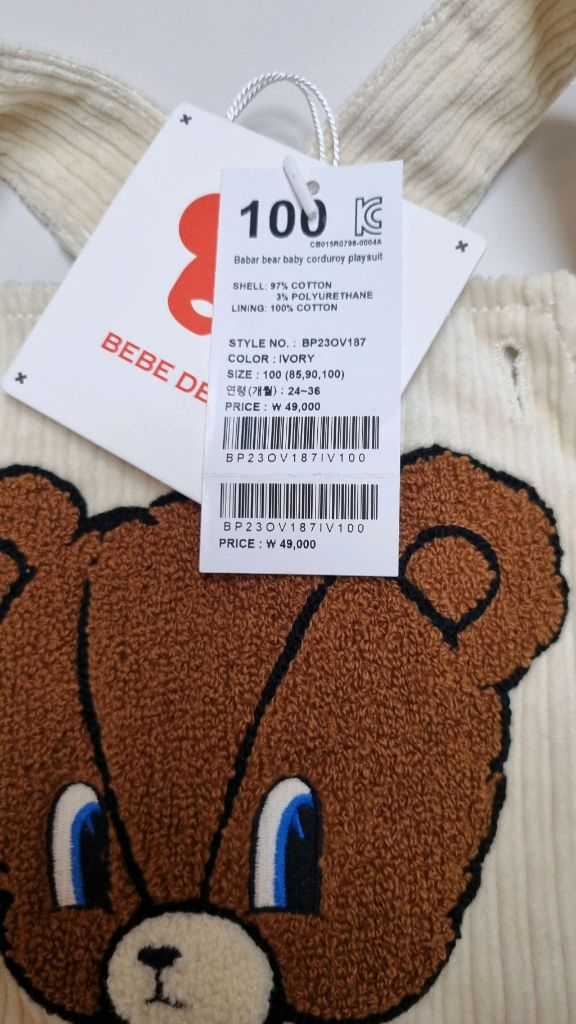 100
CB015R0798-0004A
Babar bear baby corduroy playsuit
SHELL: 97% COTTON
3% POLYURETHANE
LINING: 100% COTTON
STYLE NO. : BP23OV187
COLOR : IVORY
SIZE : 100 (85,90,100)
연령(개월) : 24~36
PRICE : ₩ 49,000
BP23OV187IV100
BP23OV187IV100
PRICE : ₩ 49,000
BEBE DE